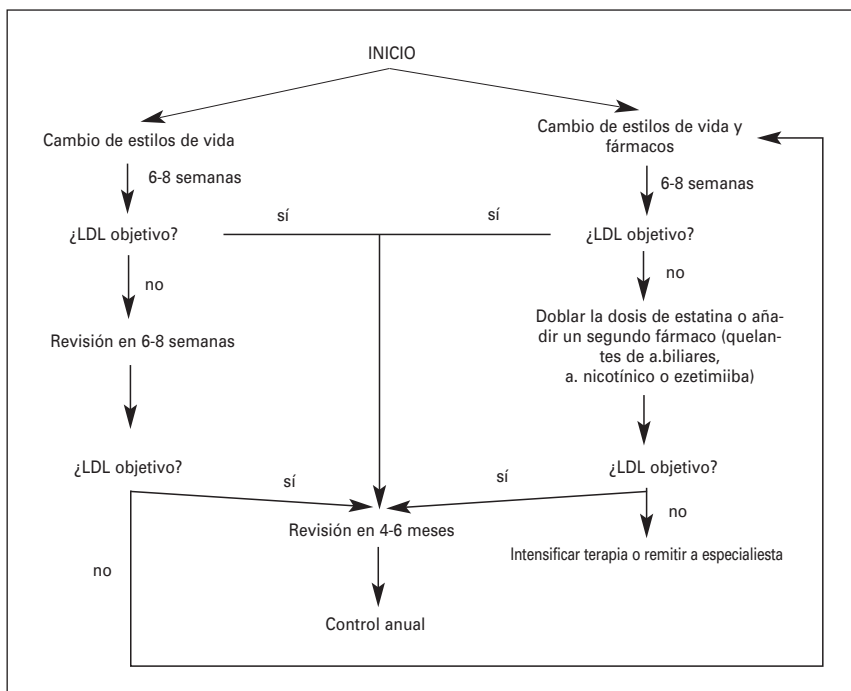 INICIO
Cambio de estilos de vida
Cambio de estilos de vida y
fármacos
6-8 semanas
6-8 semanas
sí
sí
¿LDL objetivo?
¿LDL objetivo?
no
no
Doblar la dosis de estatina o aña-
dir un segundo fármaco (quelan-
tes de a.biliares,
a. nicotínico o ezetimiiba)
Revisión en 6-8 semanas
¿LDL objetivo?
¿LDL objetivo?
sí
sí
no
Revisión en 4-6 meses
Intensificar terapia o remitir a especialiesta
no
Control anual